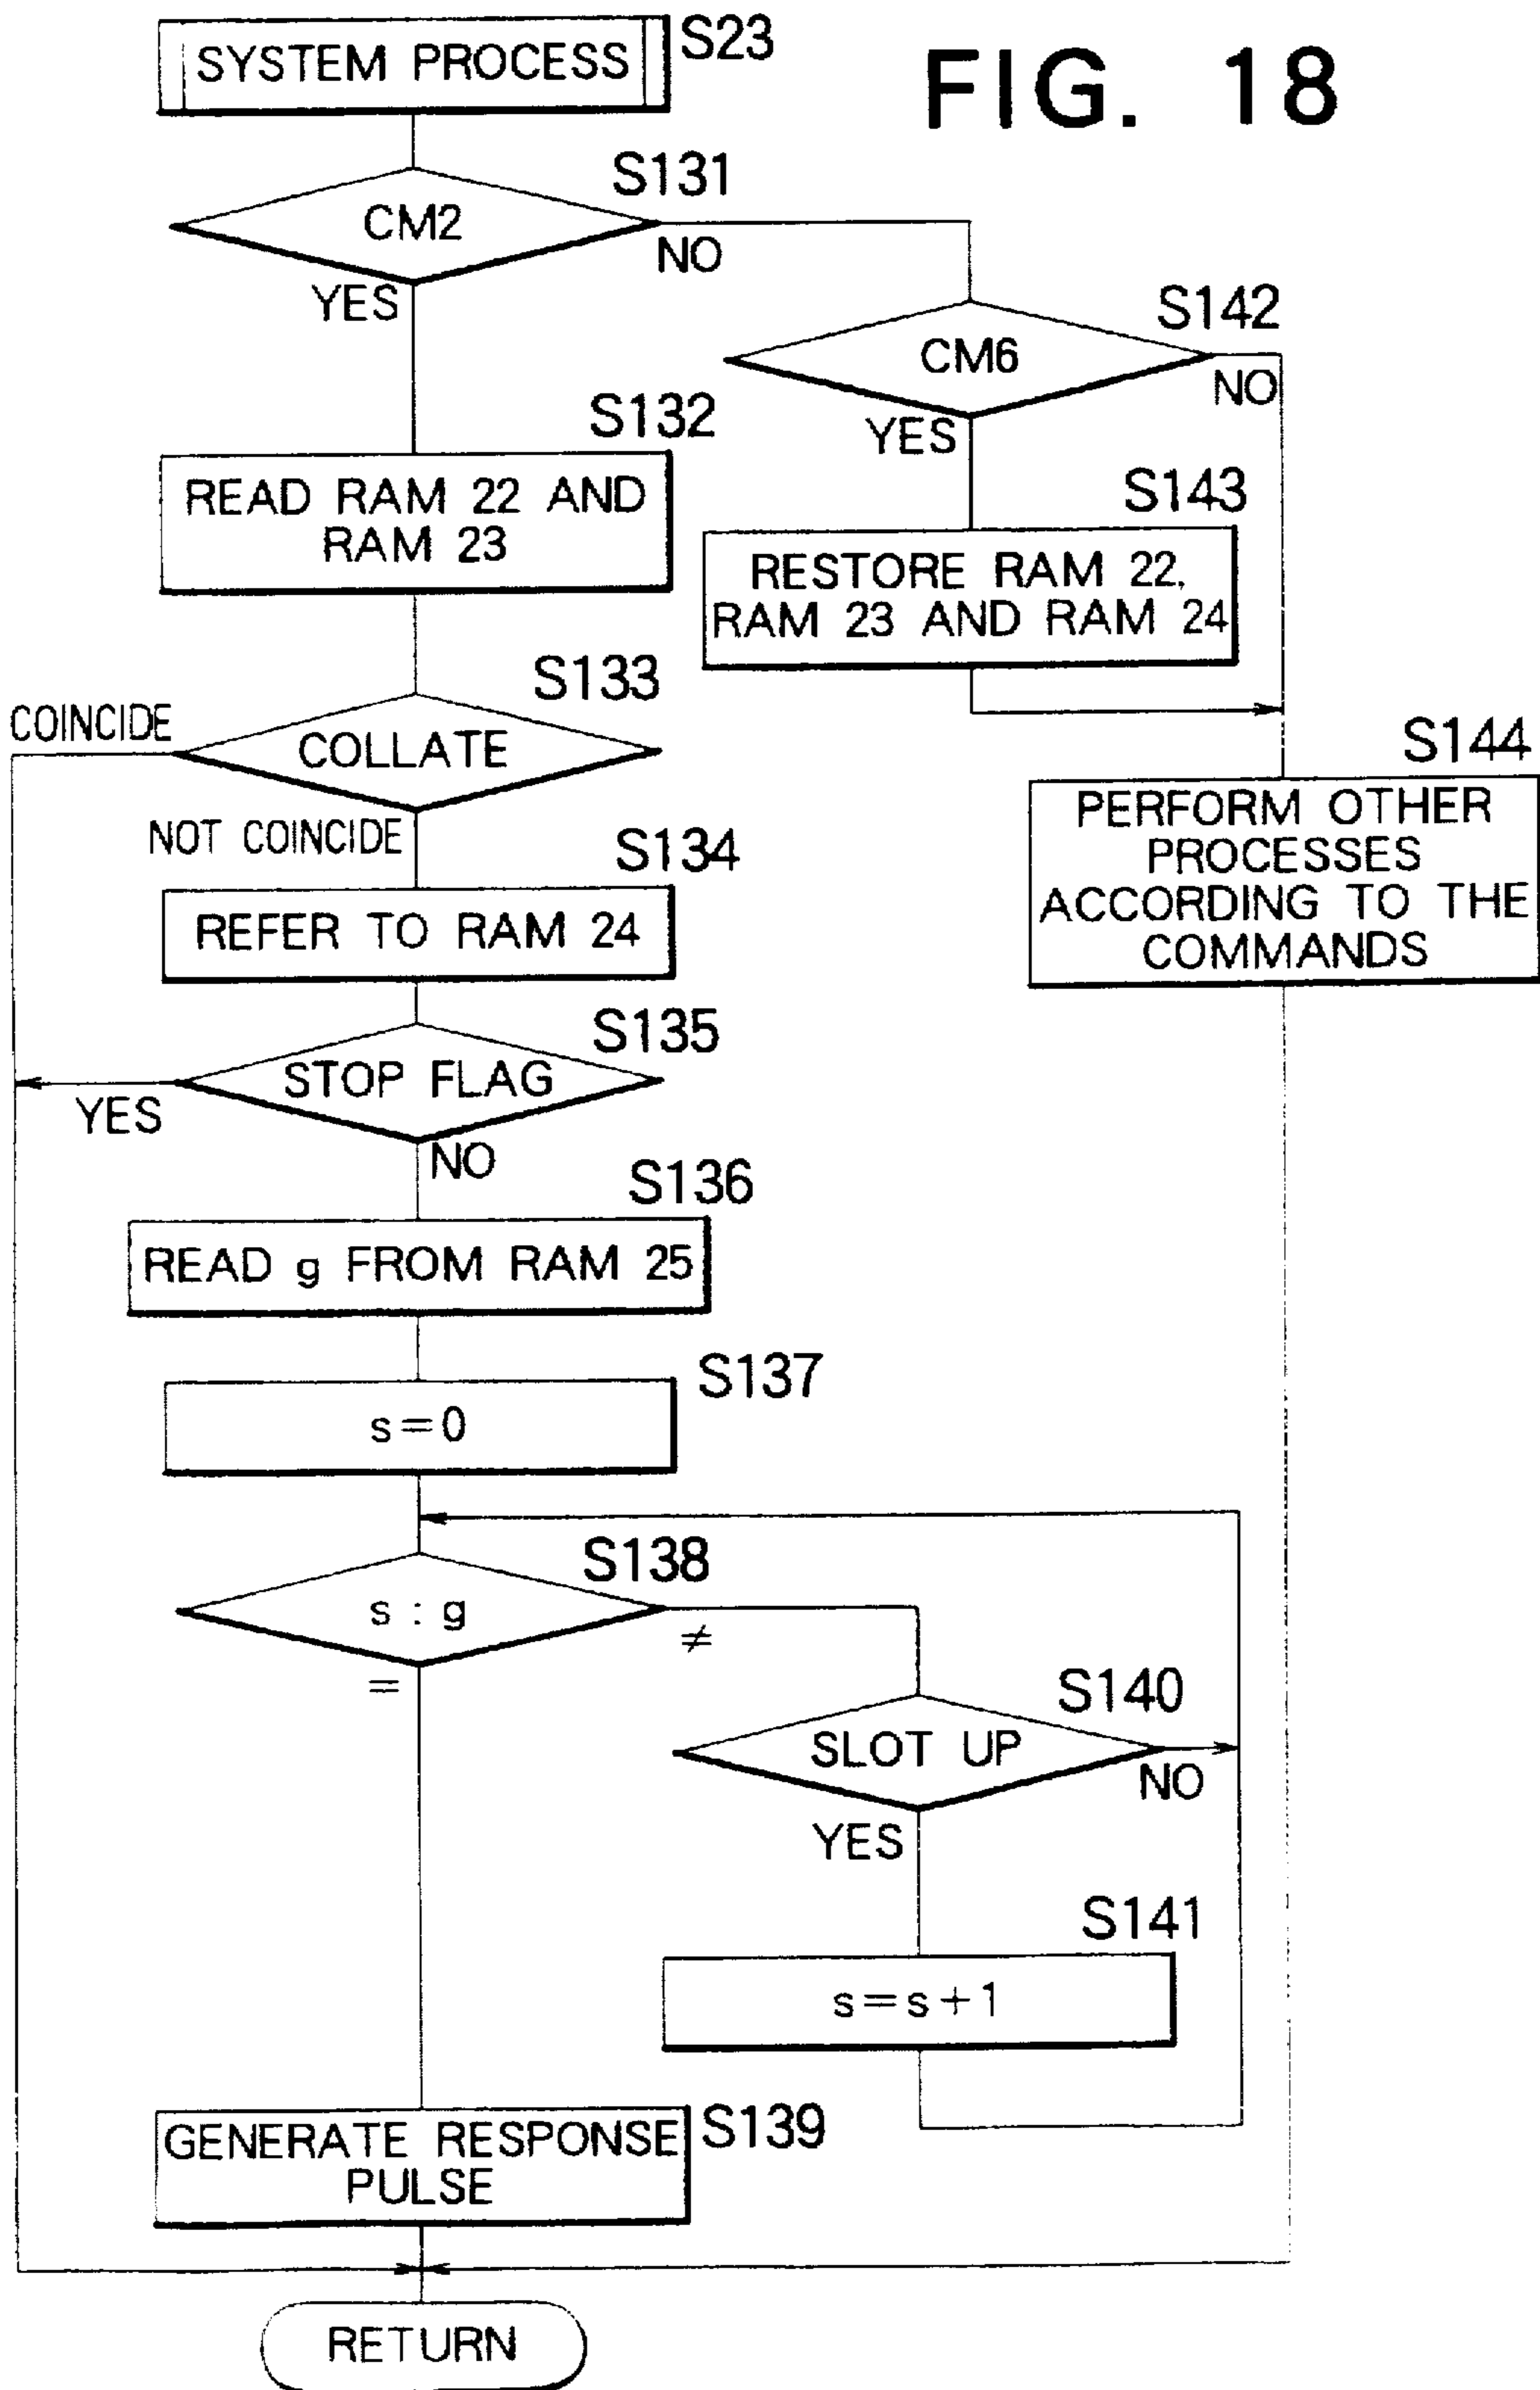 FIG. 18
SYSTEM PROCESS
S23
S131
CM2
NO
YES
S142
CM6
NO
YES
S132
READ RAM 22 AND
RAM 23
S143
RESTORE RAM 22,
RAM 23 AND RAM 24
S133
COINCIDE
COLLATE
NOT COINCIDE
S144
PERFORM OTHER
PROCESSES
ACCORDING TO THE
COMMANDS
S134
REFER TO RAM 24
S135
STOP FLAG
YES
NO
S136
READ g FROM RAM 25
S137
s=0
S138
s : g
≠
=
S140
SLOT UP
NO
YES
S141
s=s+1
GENERATE RESPONSE
PULSE
S139
RETURN